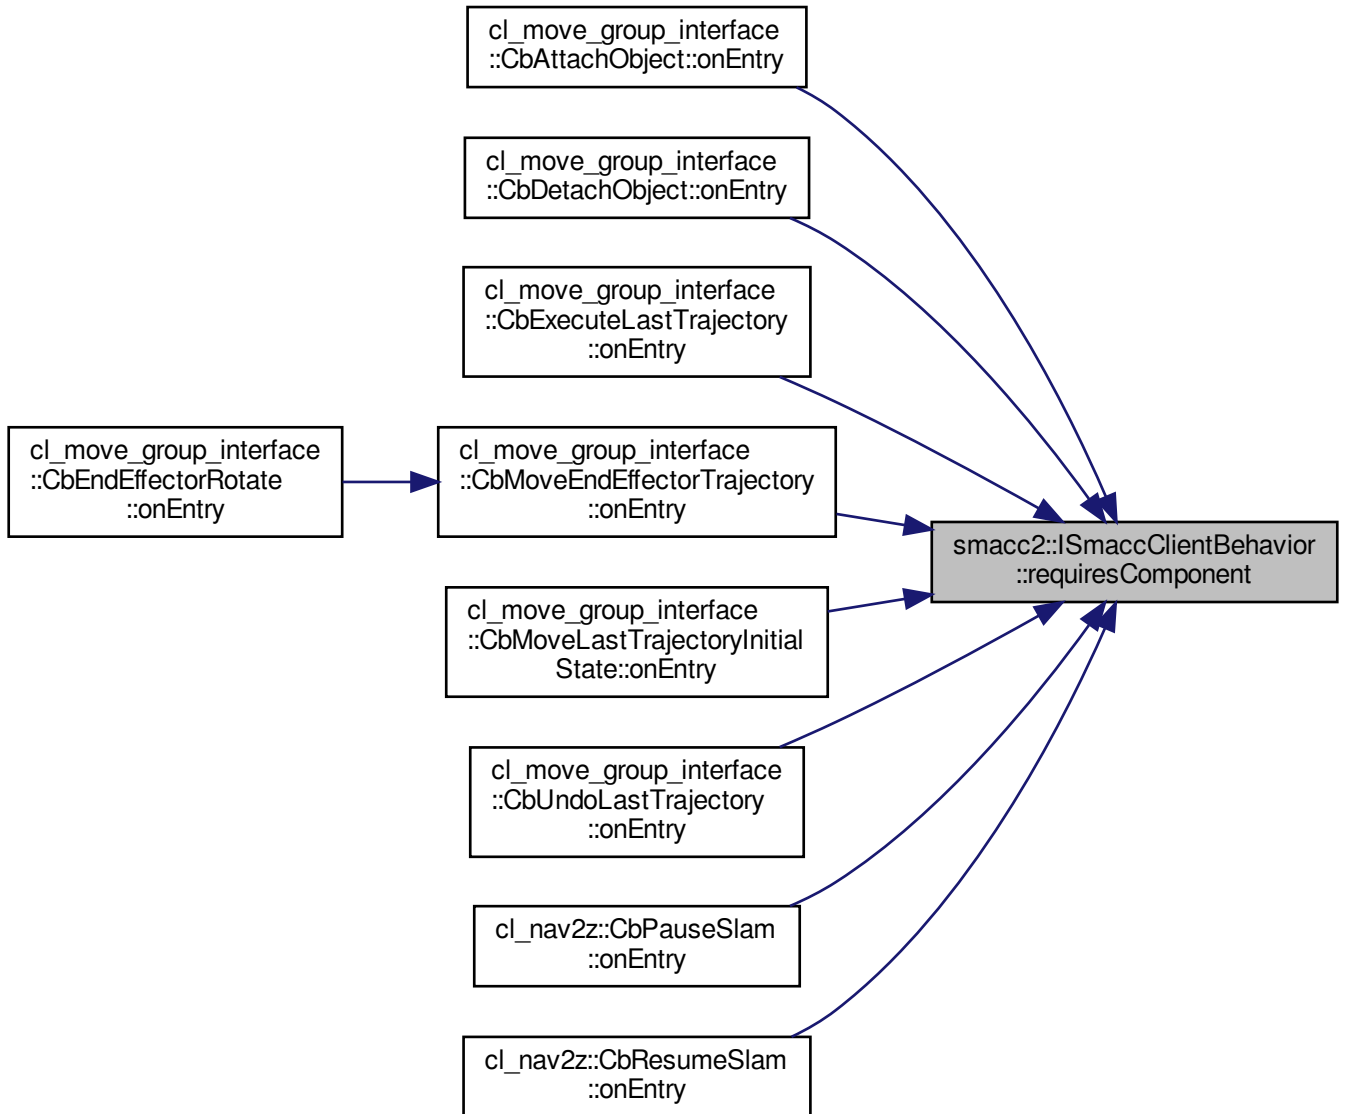 cl_move_group_interface
::CbAttachObject::onEntry
cl_move_group_interface
::CbDetachObject::onEntry
cl_move_group_interface
::CbExecuteLastTrajectory
::onEntry
cl_move_group_interface
::CbEndEffectorRotate
::onEntry
cl_move_group_interface
::CbMoveEndEffectorTrajectory
::onEntry
smacc2::ISmaccClientBehavior
::requiresComponent
cl_move_group_interface
::CbMoveLastTrajectoryInitial
State::onEntry
cl_move_group_interface
::CbUndoLastTrajectory
::onEntry
cl_nav2z::CbPauseSlam
::onEntry
cl_nav2z::CbResumeSlam
::onEntry